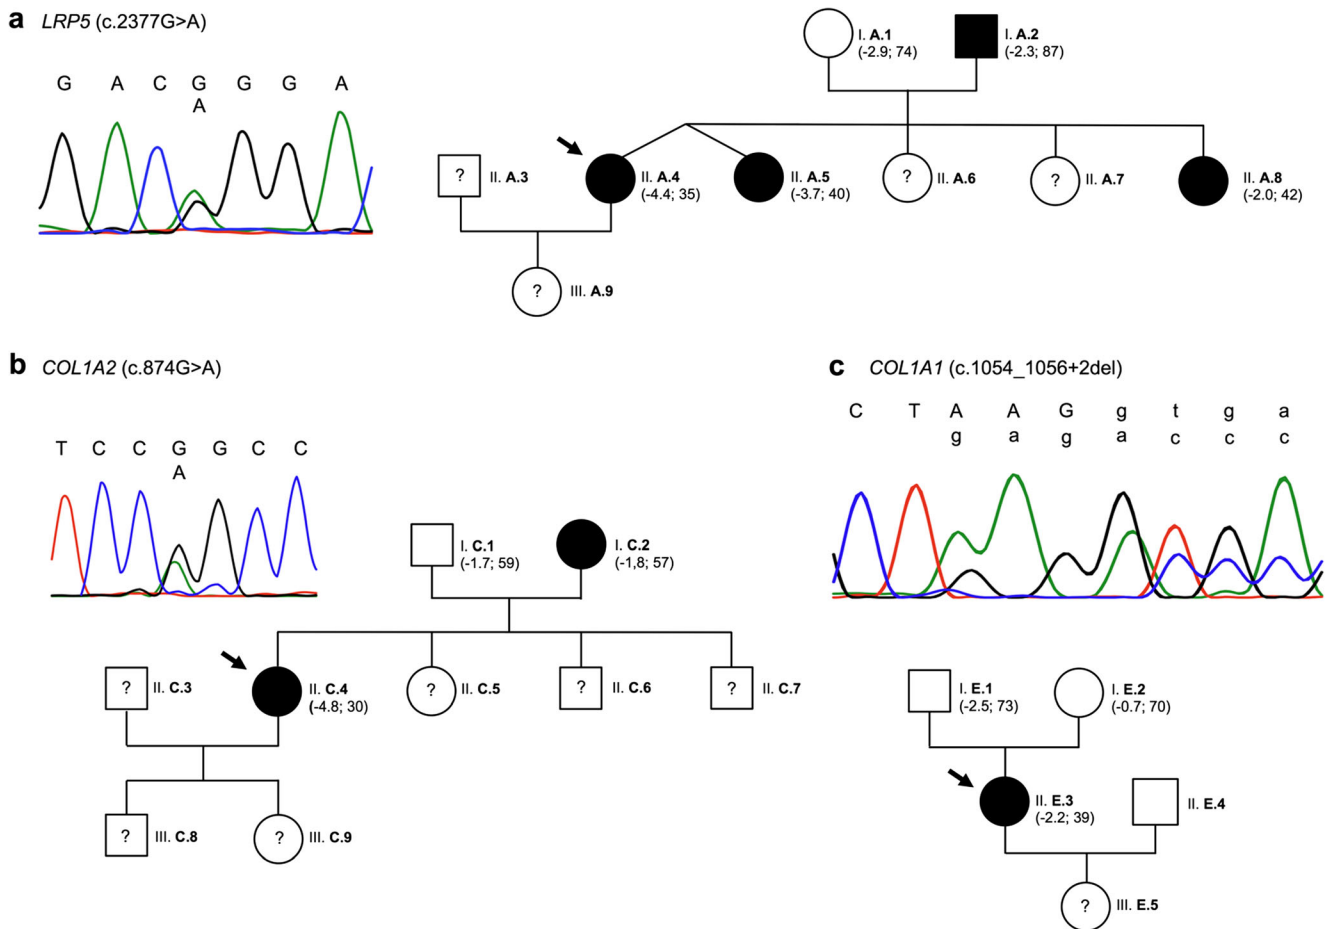 a LRP5 (c.2377G>A)
G A C G G G A
A
I. A.1
(-2.9; 74)
I. A.2
(-2.3; 87)
? II. A.3
II. A.4
(-4.4; 35)
II. A.5
(-3.7; 40)
? II. A.6
? II. A.7
II. A.8
(-2.0; 42)
? III. A.9
b COL1A2 (c.874G>A)
T C C G G C C
A
I. C.1
(-1.7; 59)
I. C.2
(-1,8; 57)
? II. C.3
II. C.4
(-4.8; 30)
? II. C.5
? II. C.6
? II. C.7
? III. C.8
? III. C.9
c COL1A1 (c.1054_1056+2del)
C T A A G g t g a
g a g a c c c
I. E.1
(-2.5; 73)
I. E.2
(-0.7; 70)
II. E.3
(-2.2; 39)
II. E.4
? III. E.5